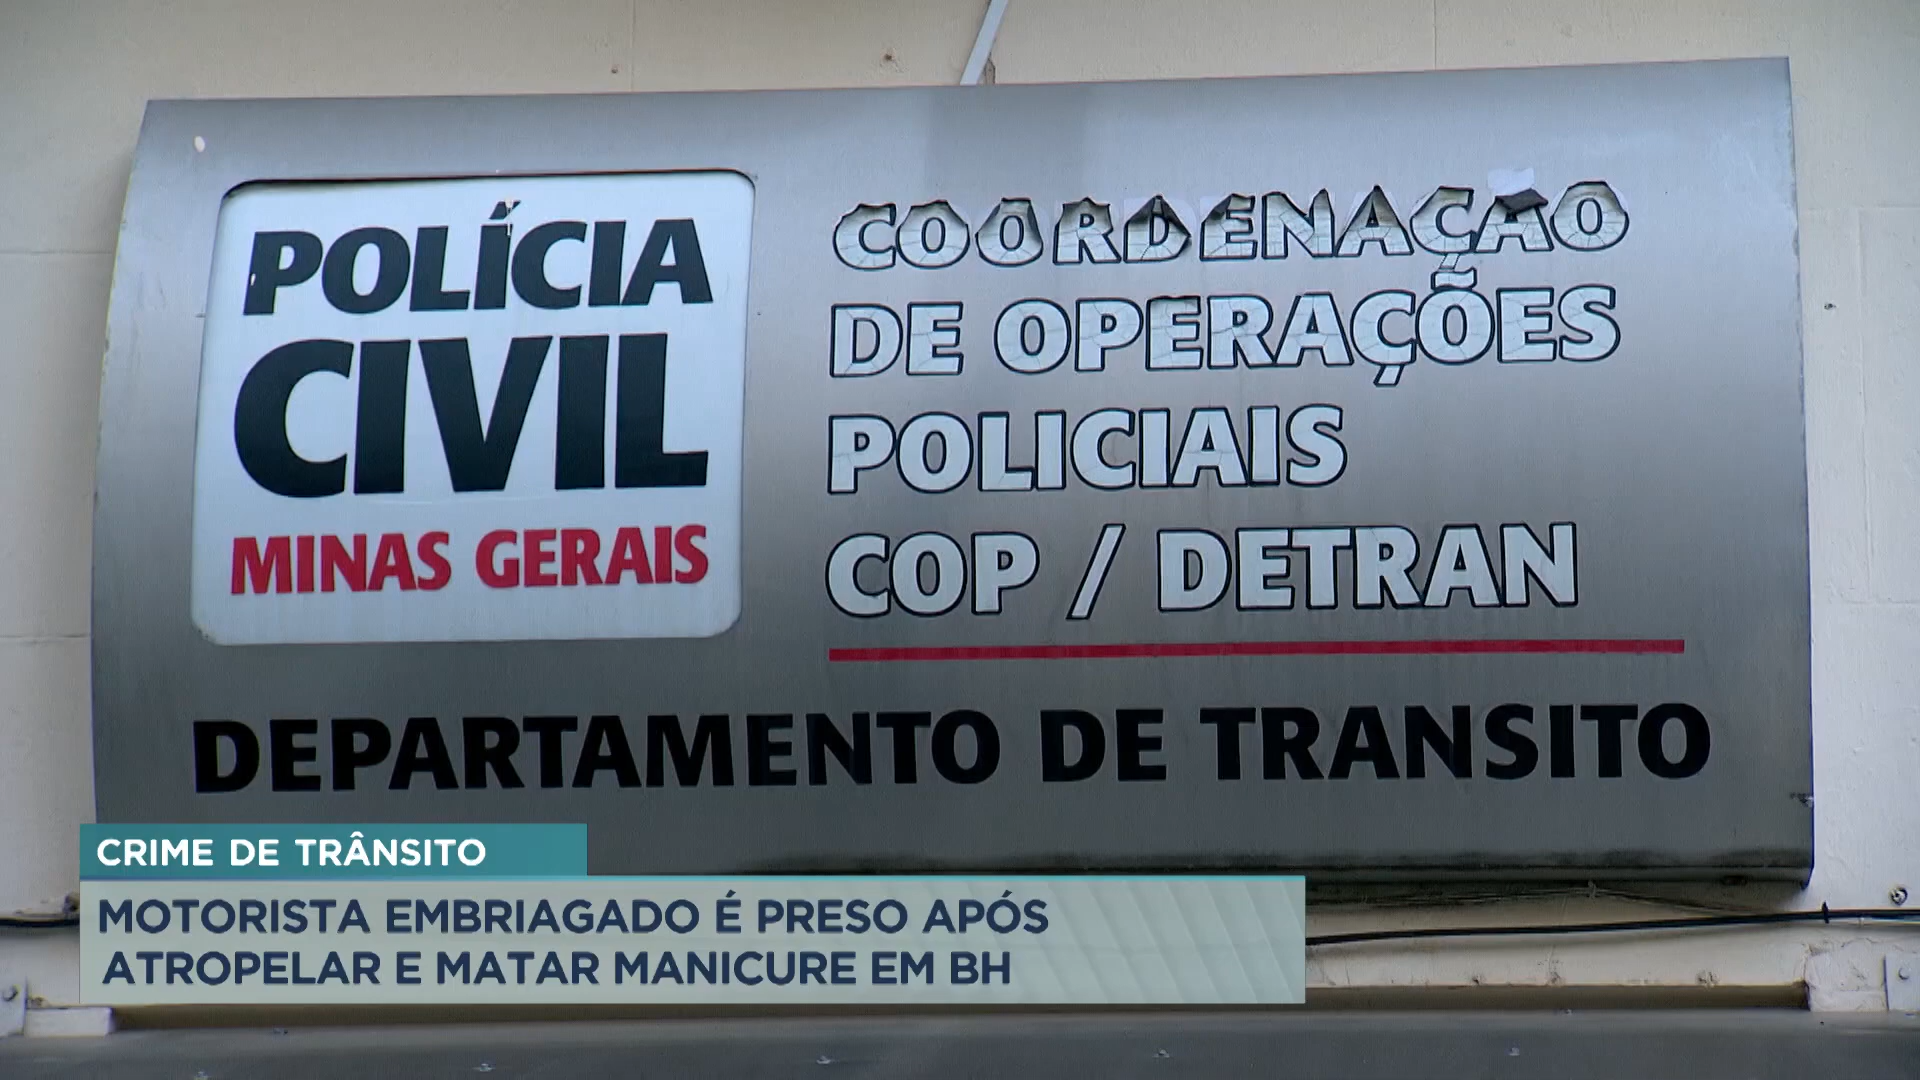 POLÍCIA
CIVIL
MINAS GERAIS
COORDENAÇÃO
DE OPERAÇÕES
POLICIAIS
COP / DETRAN
DEPARTAMENTO DE TRANSITO
CRIME DE TRÂNSITO
MOTORISTA EMBRIAGADO É PRESO APÓS
ATROPELAR E MATAR MANICURE EM BH